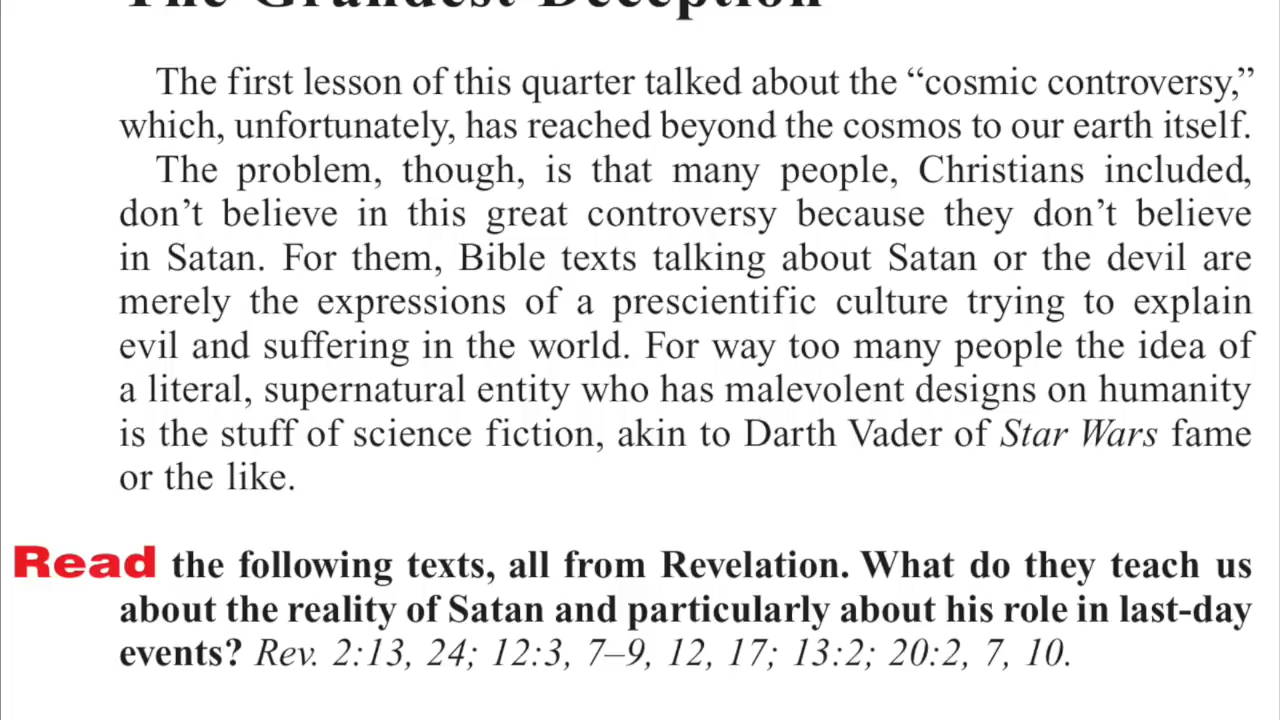 The Grandest Deception
The first lesson of this quarter talked about the “cosmic controversy,”
which, unfortunately, has reached beyond the cosmos to our earth itself.
The problem, though, is that many people, Christians included,
don’t believe in this great controversy because they don’t believe
in Satan. For them, Bible texts talking about Satan or the devil are
merely the expressions of a prescientific culture trying to explain
evil and suffering in the world. For way too many people the idea of
a literal, supernatural entity who has malevolent designs on humanity
is the stuff of science fiction, akin to Darth Vader of Star Wars fame
or the like.
Read the following texts, all from Revelation. What do they teach us
about the reality of Satan and particularly about his role in last-day
events? Rev. 2:13, 24; 12:3, 7–9, 12, 17; 13:2; 20:2, 7, 10.